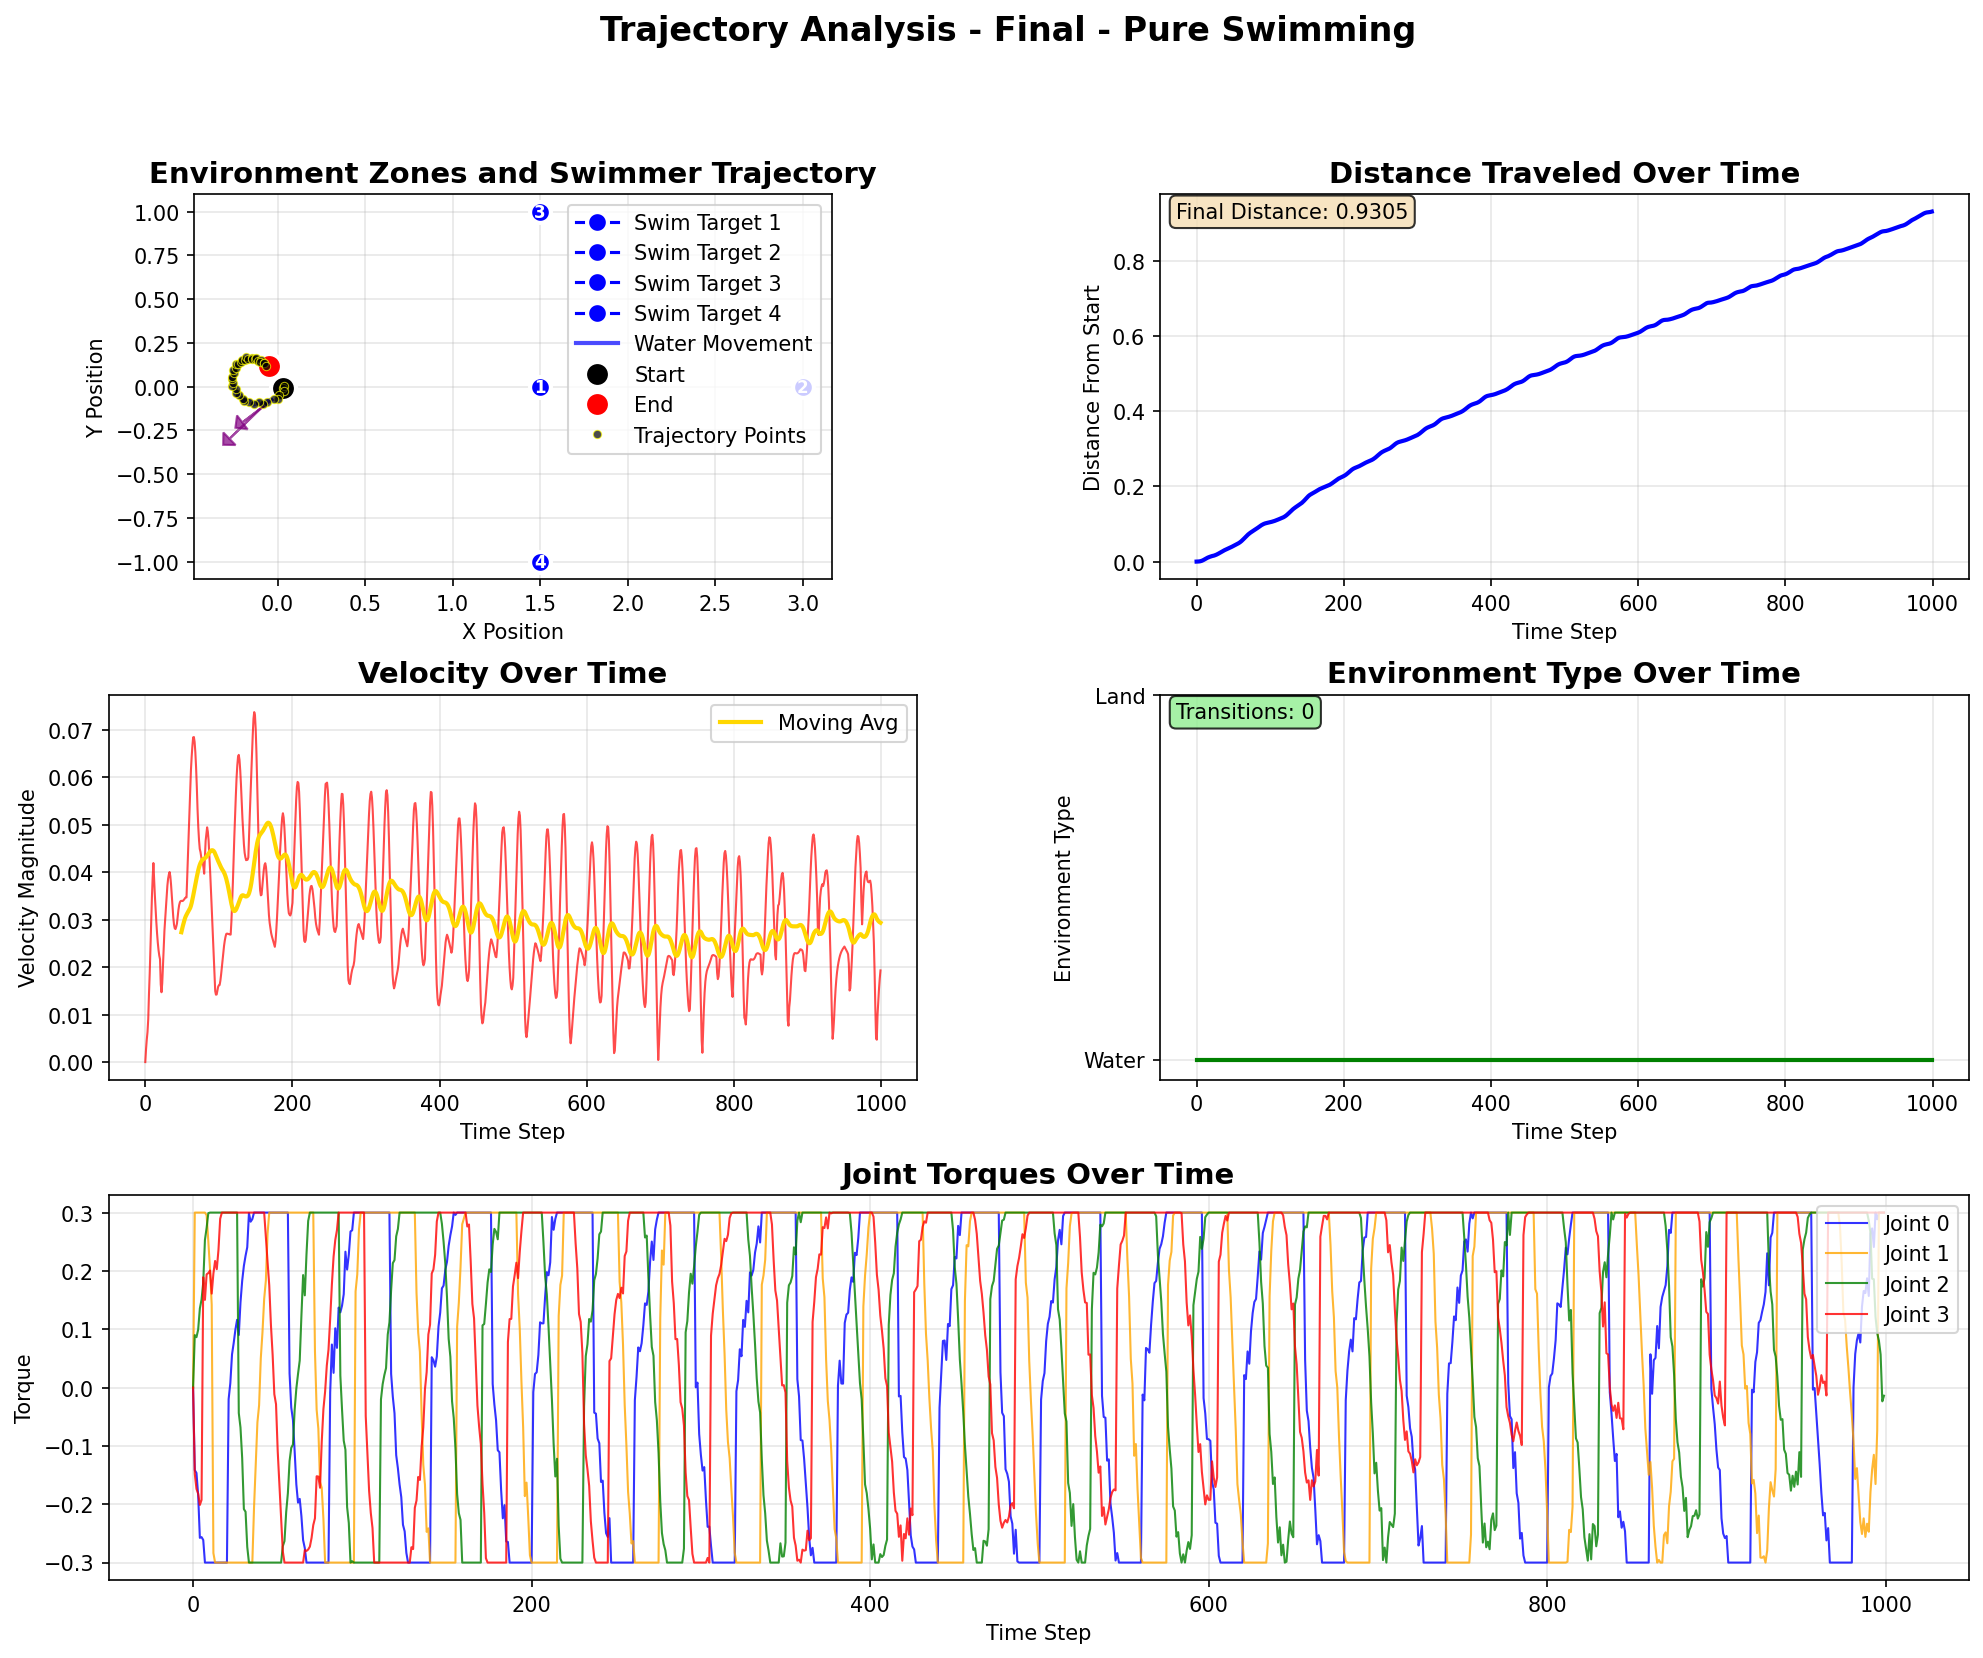 Trajectory Analysis - Final - Pure Swimming
Environment Zones and Swimmer Trajectory
1.00
0.75
0.50
0.25
0.00
−0.25
−0.50
−0.75
−1.00
Y Position
3
1
2
4
Swim Target 1
Swim Target 2
Swim Target 3
Swim Target 4
Water Movement
Start
End
Trajectory Points
0.0 0.5 1.0 1.5 2.0 2.5 3.0
X Position
Distance Traveled Over Time
Final Distance: 0.9305
0.8
0.6
0.4
0.2
0.0
Distance From Start
0 200 400 600 800 1000
Time Step
Velocity Over Time
Moving Avg
0.07
0.06
0.05
0.04
0.03
0.02
0.01
0.00
Velocity Magnitude
0 200 400 600 800 1000
Time Step
Environment Type Over Time
Land
Transitions: 0
Water
Environment Type
0 200 400 600 800 1000
Time Step
Joint Torques Over Time
0.3
0.2
0.1
0.0
−0.1
−0.2
−0.3
Torque
Joint 0
Joint 1
Joint 2
Joint 3
0 200 400 600 800 1000
Time Step